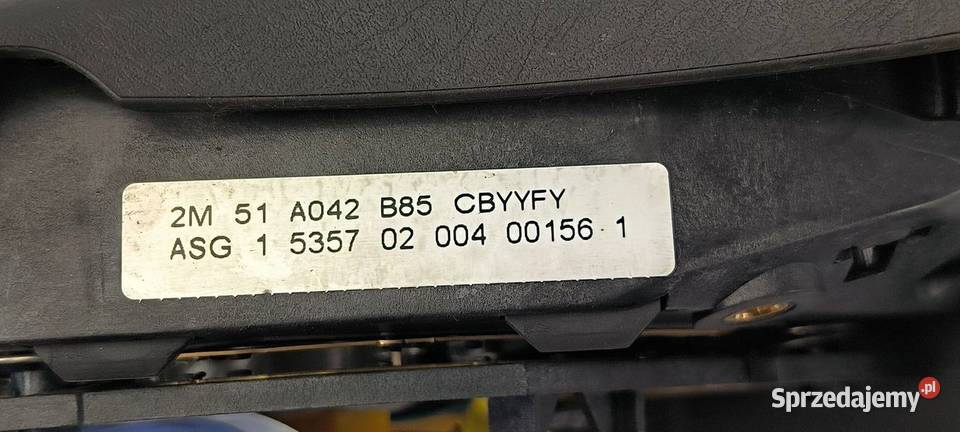 2M 51 A042 B85 CBYYFY
ASG 1 5357 02 004 00156 1
Sprzedajemy.pl